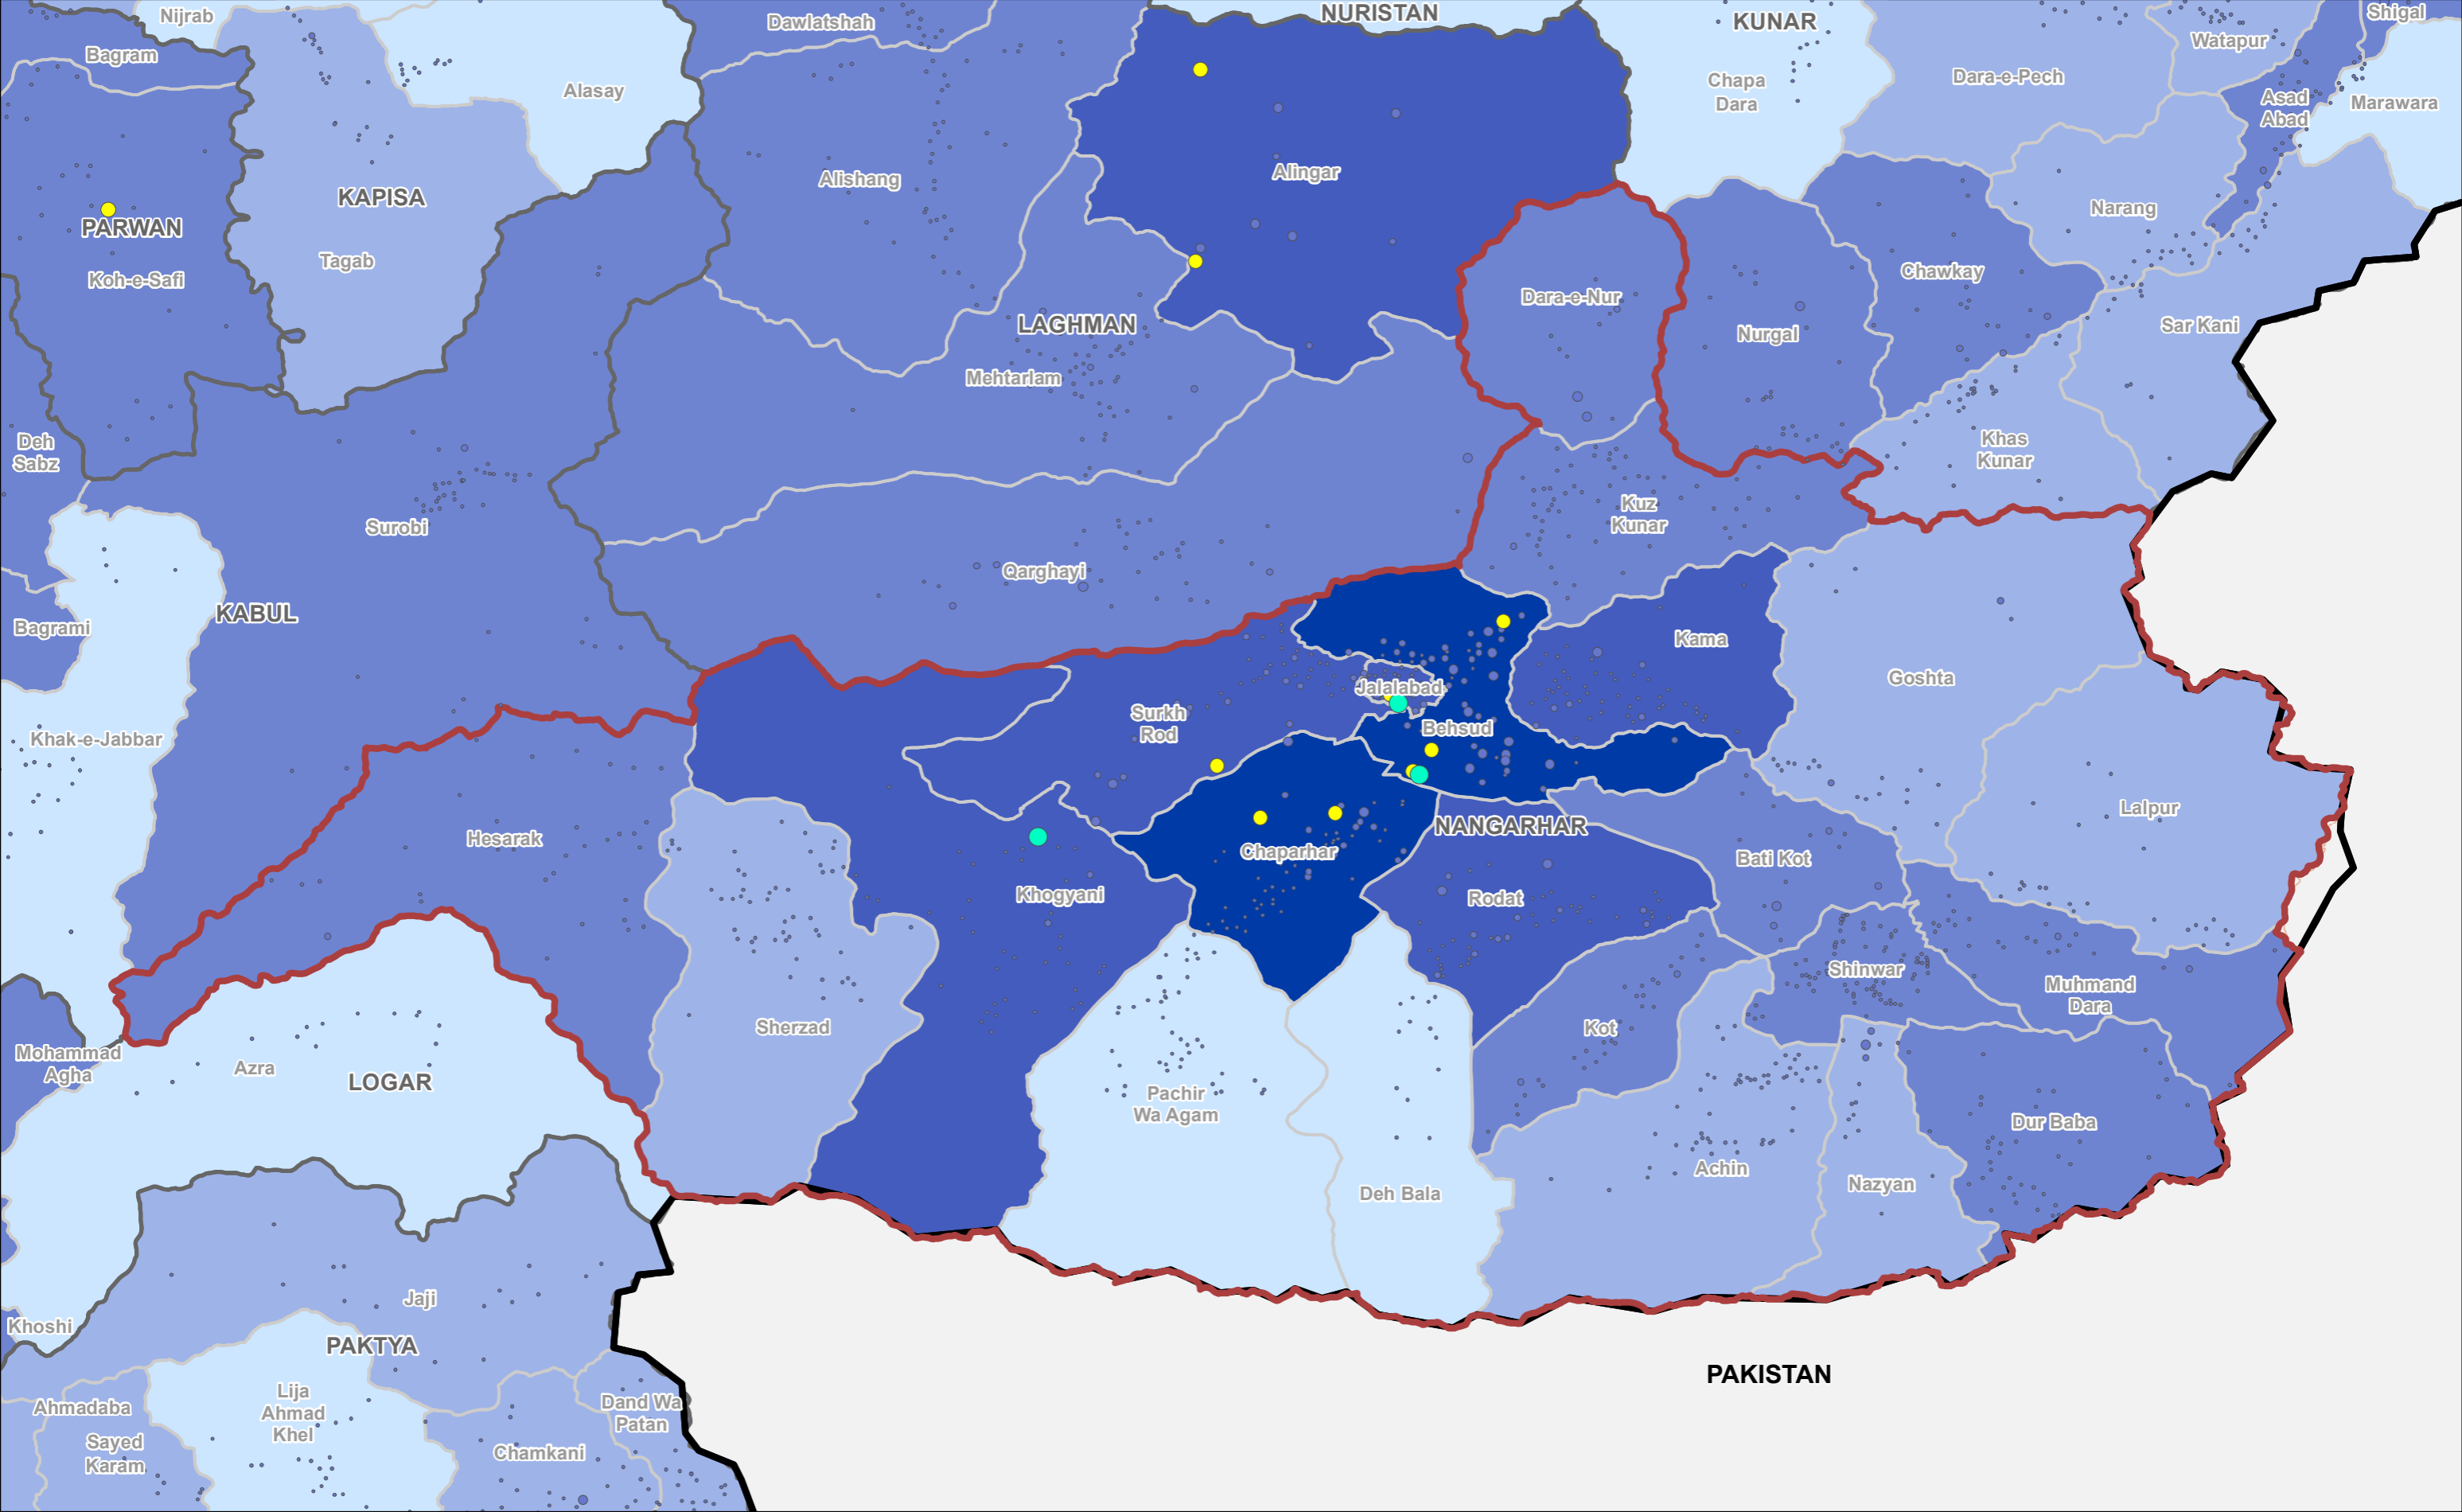 Nijrab
Dawlatshah
NURISTAN
KUNAR
Shigal
Bagram
Watapur
Alasay
Chapa
Dara
Dara-e-Pech
Asad
Abad
Marawara
Alishang
Alingar
KAPISA
PARWAN
Narang
Tagab
Koh-e-Safi
Chawkay
Dara-e-Nur
LAGHMAN
Nurgal
Sar Kani
Mehtarlam
Deh
Sabz
Khas
Kunar
Surobi
Kuz
Kunar
Qarghayi
KABUL
Bagrami
Kama
Goshta
Jalalabad
Surkh
Rod
Behsud
Khak-e-Jabbar
Lalpur
Hesarak
NANGARHAR
Chaparhar
Bati Kot
Khogyani
Rodat
Shinwar
Muhmand
Dara
Sherzad
Kot
Mohammad
Agha
Azra
LOGAR
Pachir
Wa Agam
Dur Baba
Achin
Nazyan
Deh Bala
Jaji
Khoshi
PAKTYA
PAKISTAN
Lija
Ahmad
Khel
Ahmadaba
Dand Wa
Patan
Sayed
Karam
Chamkani